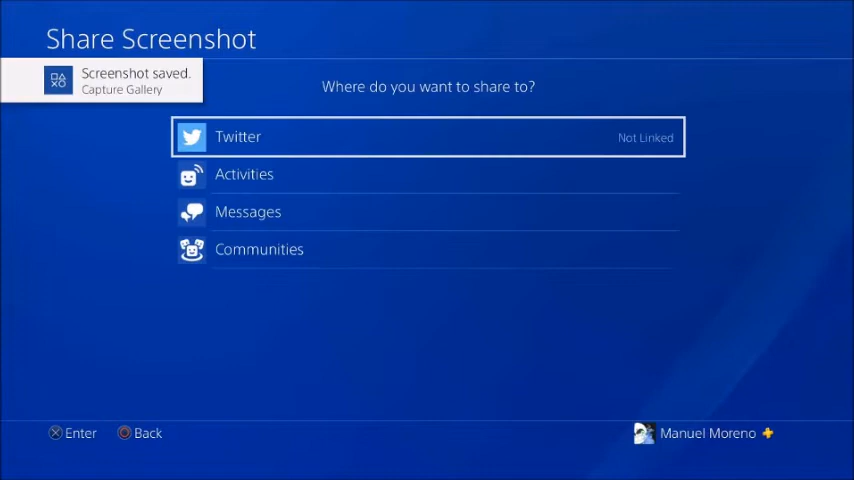 Share Screenshot
Screenshot saved.
Capture Gallery
Where do you want to share to?
Twitter Not Linked
Activities
Messages
Communities
Enter Back Manuel Moreno